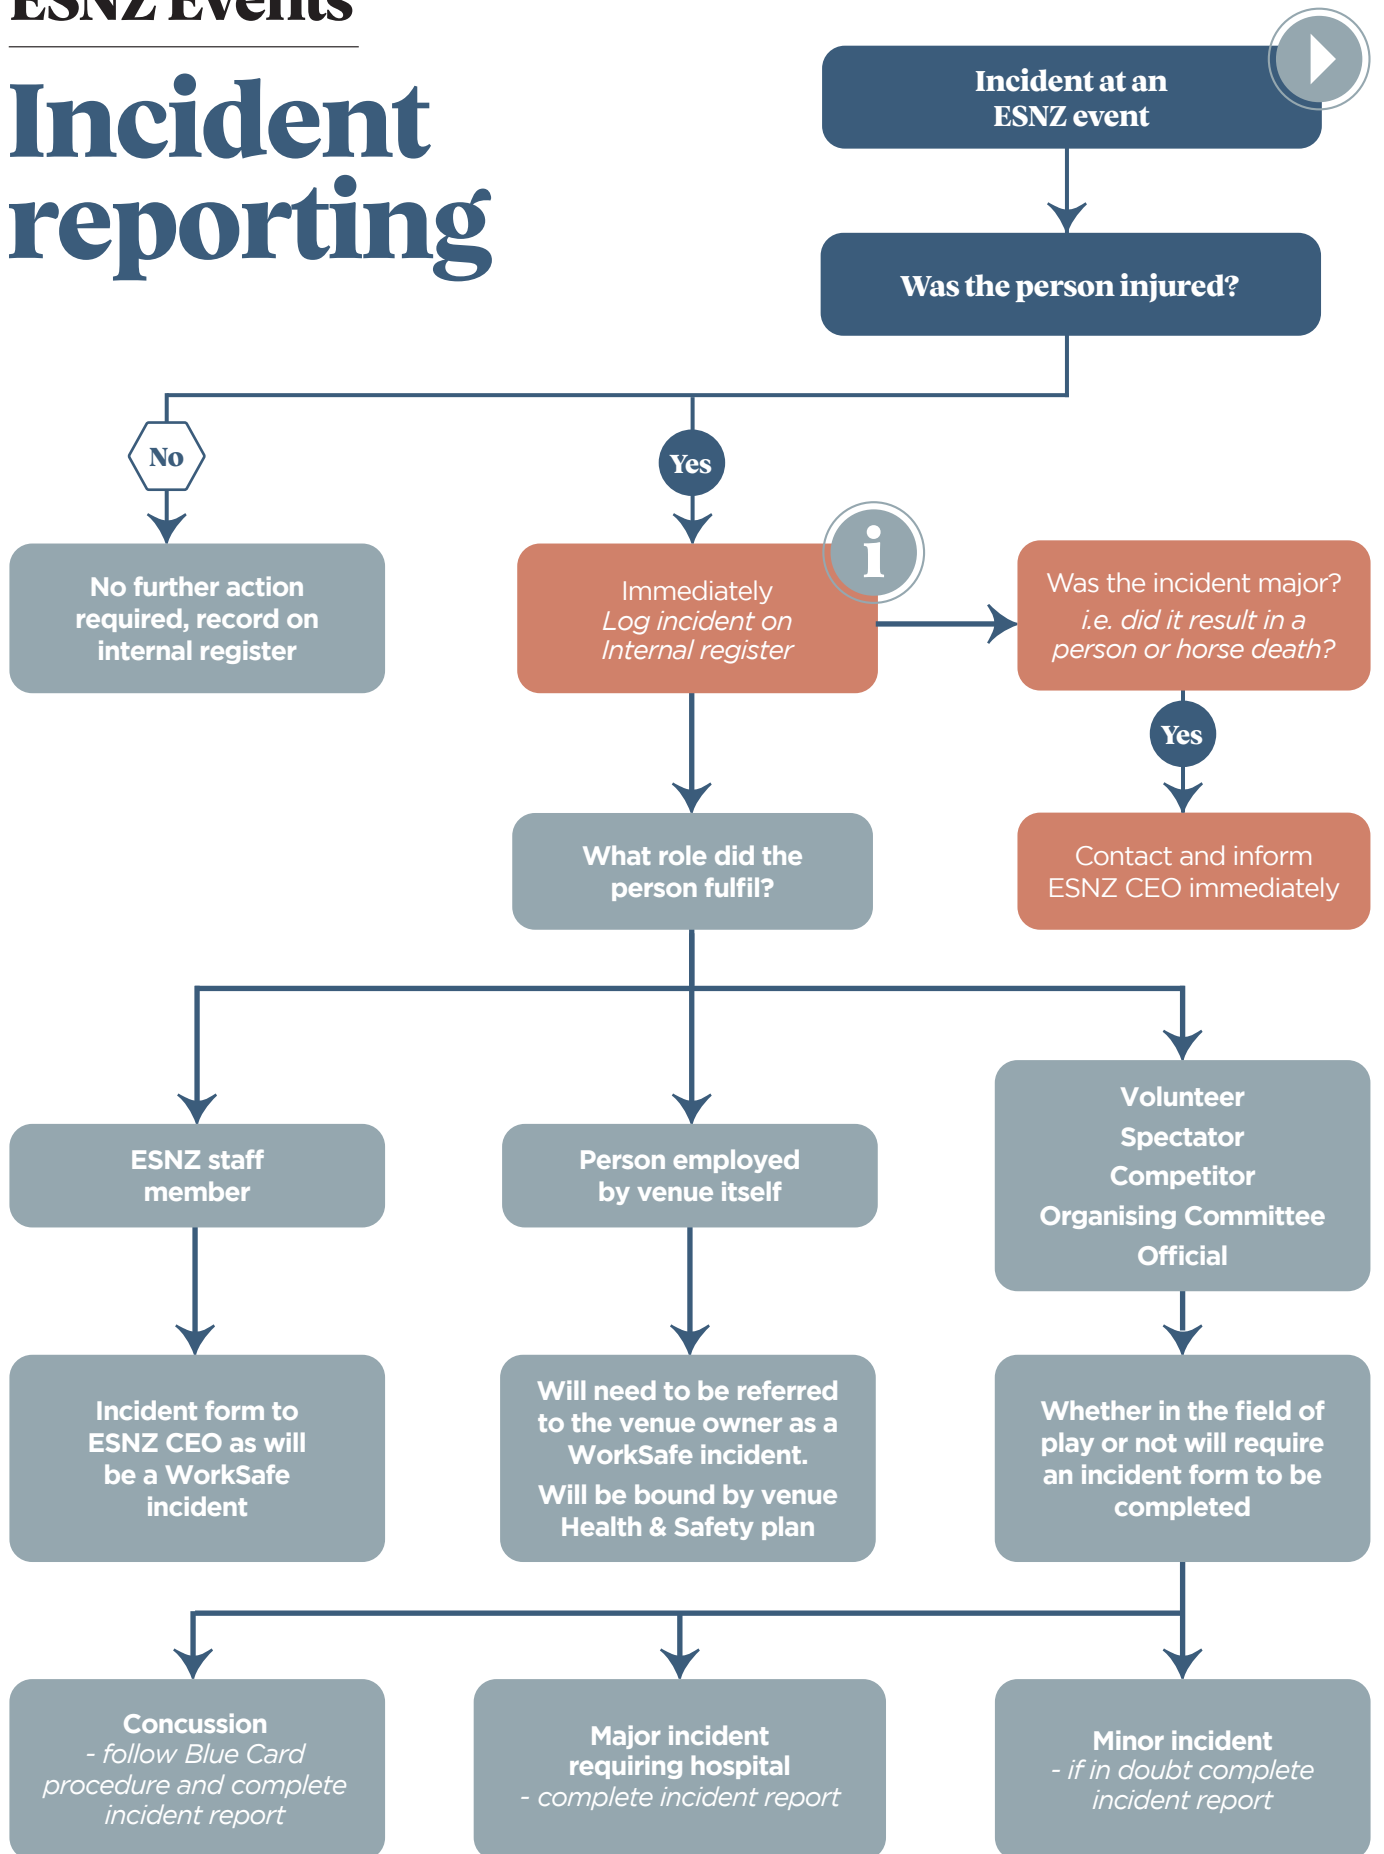 ESNZ Events
Incident
reporting
Incident at an
ESNZ event
Was the person injured?
No
Yes
No further action
required, record on
internal register
Immediately
Log incident on
Internal register
i
Was the incident major?
i.e. did it result in a
person or horse death?
Yes
What role did the
person fulfil?
Contact and inform
ESNZ CEO immediately
ESNZ staff
member
Person employed
by venue itself
Volunteer
Spectator
Competitor
Organising Committee
Official
Incident form to
ESNZ CEO as will
be a WorkSafe
incident
Will need to be referred
to the venue owner as a
WorkSafe incident.
Will be bound by venue
Health & Safety plan
Whether in the field of
play or not will require
an incident form to be
completed
Concussion
- follow Blue Card
procedure and complete
incident report
Major incident
requiring hospital
- complete incident report
Minor incident
- if in doubt complete
incident report